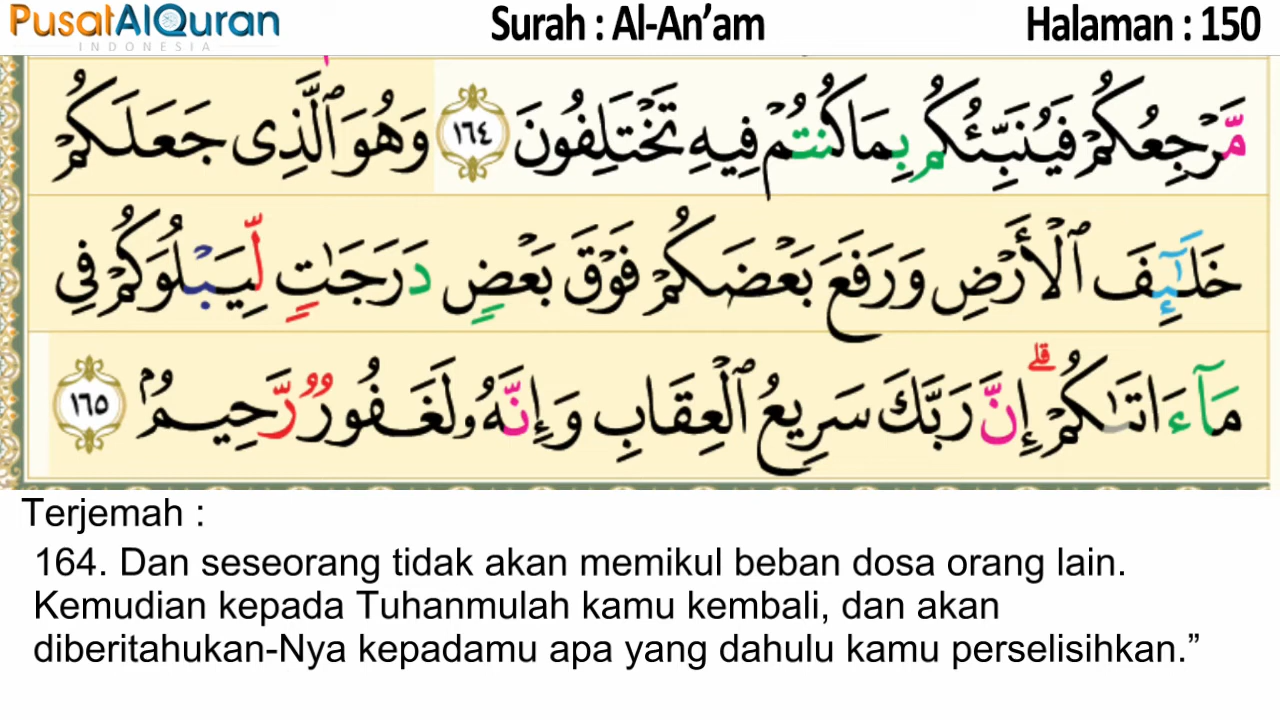 PusatAlQuran
INDONESIA
Surah : Al-An’am
Halaman : 150
مَّرْجِعُكُمْ فَيُنَبِّئُكُم بِمَا كُنتُمْ فِيهِ تَخْتَلِفُونَ ١٦٤ وَهُوَ ٱلَّذِى جَعَلَكُمْ
خَلَـٰٓئِفَ ٱلْأَرْضِ وَرَفَعَ بَعْضَكُمْ فَوْقَ بَعْضٍ دَرَجَـٰتٍ لِّيَبْلُوَكُمْ فِى
مَآ ءَاتَىٰكُمْ ۗ إِنَّ رَبَّكَ سَرِيعُ ٱلْعِقَابِ وَإِنَّهُۥ لَغَفُورٌ رَّحِيمٌۢ ١٦٥
Terjemah :
164. Dan seseorang tidak akan memikul beban dosa orang lain.
Kemudian kepada Tuhanmulah kamu kembali, dan akan
diberitahukan-Nya kepadamu apa yang dahulu kamu perselisihkan.”